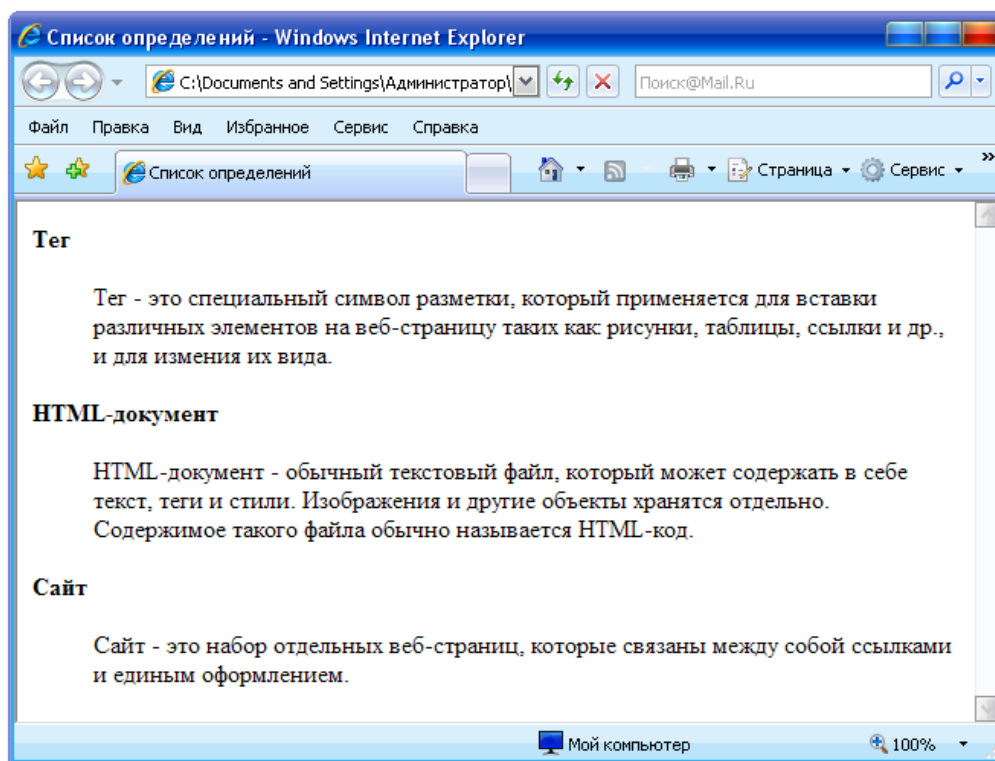 Список определений - Windows Internet Explorer
C:\Documents and Settings\Администратор\
Поиск@Mail.Ru
Файл Правка Вид Избранное Сервис Справка
Список определений
Страница
Сервис
Тег
Тег - это специальный символ разметки, который применяется для вставки
различных элементов на веб-страницу таких как: рисунки, таблицы, ссылки и др.,
и для измения их вида.
HTML-документ
HTML-документ - обычный текстовый файл, который может содержать в себе
текст, теги и стили. Изображения и другие объекты хранятся отдельно.
Содержимое такого файла обычно называется HTML-код.
Сайт
Сайт - это набор отдельных веб-страниц, которые связаны между собой ссылками
и единым оформлением.
Мой компьютер
100%